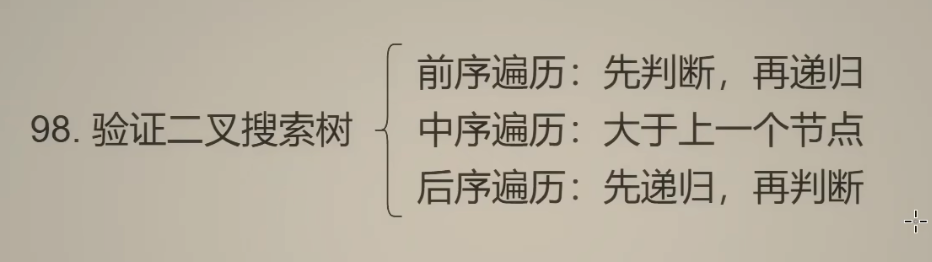 98. 验证二叉搜索树
前序遍历：先判断，再递归
中序遍历：大于上一个节点
后序遍历：先递归，再判断